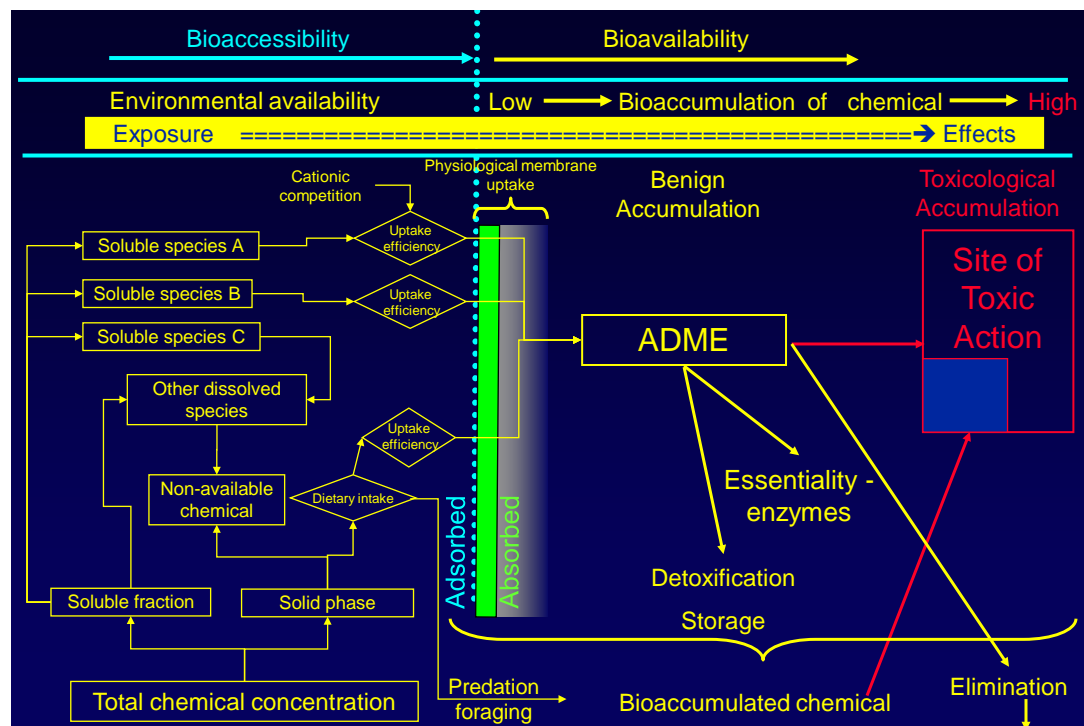 Bioaccessibility
Bioavailability
Environmental availability
Low
Bioaccumulation of chemical
High
Exposure ================================================➔ Effects
Physiological membrane
uptake
Cationic
competition
Benign
Accumulation
Toxicological
Accumulation
Uptake
efficiency
Soluble species A
Soluble species B
Uptake
efficiency
Soluble species C
Site of
Toxic
Action
ADME
Other dissolved
species
Uptake
efficiency
Non-available
chemical
Dietary intake
Essentiality -
enzymes
Adsorbed
Absorbed
Detoxification
Soluble fraction
Solid phase
Storage
Total chemical concentration
Predation
foraging
Bioaccumulated chemical
Elimination